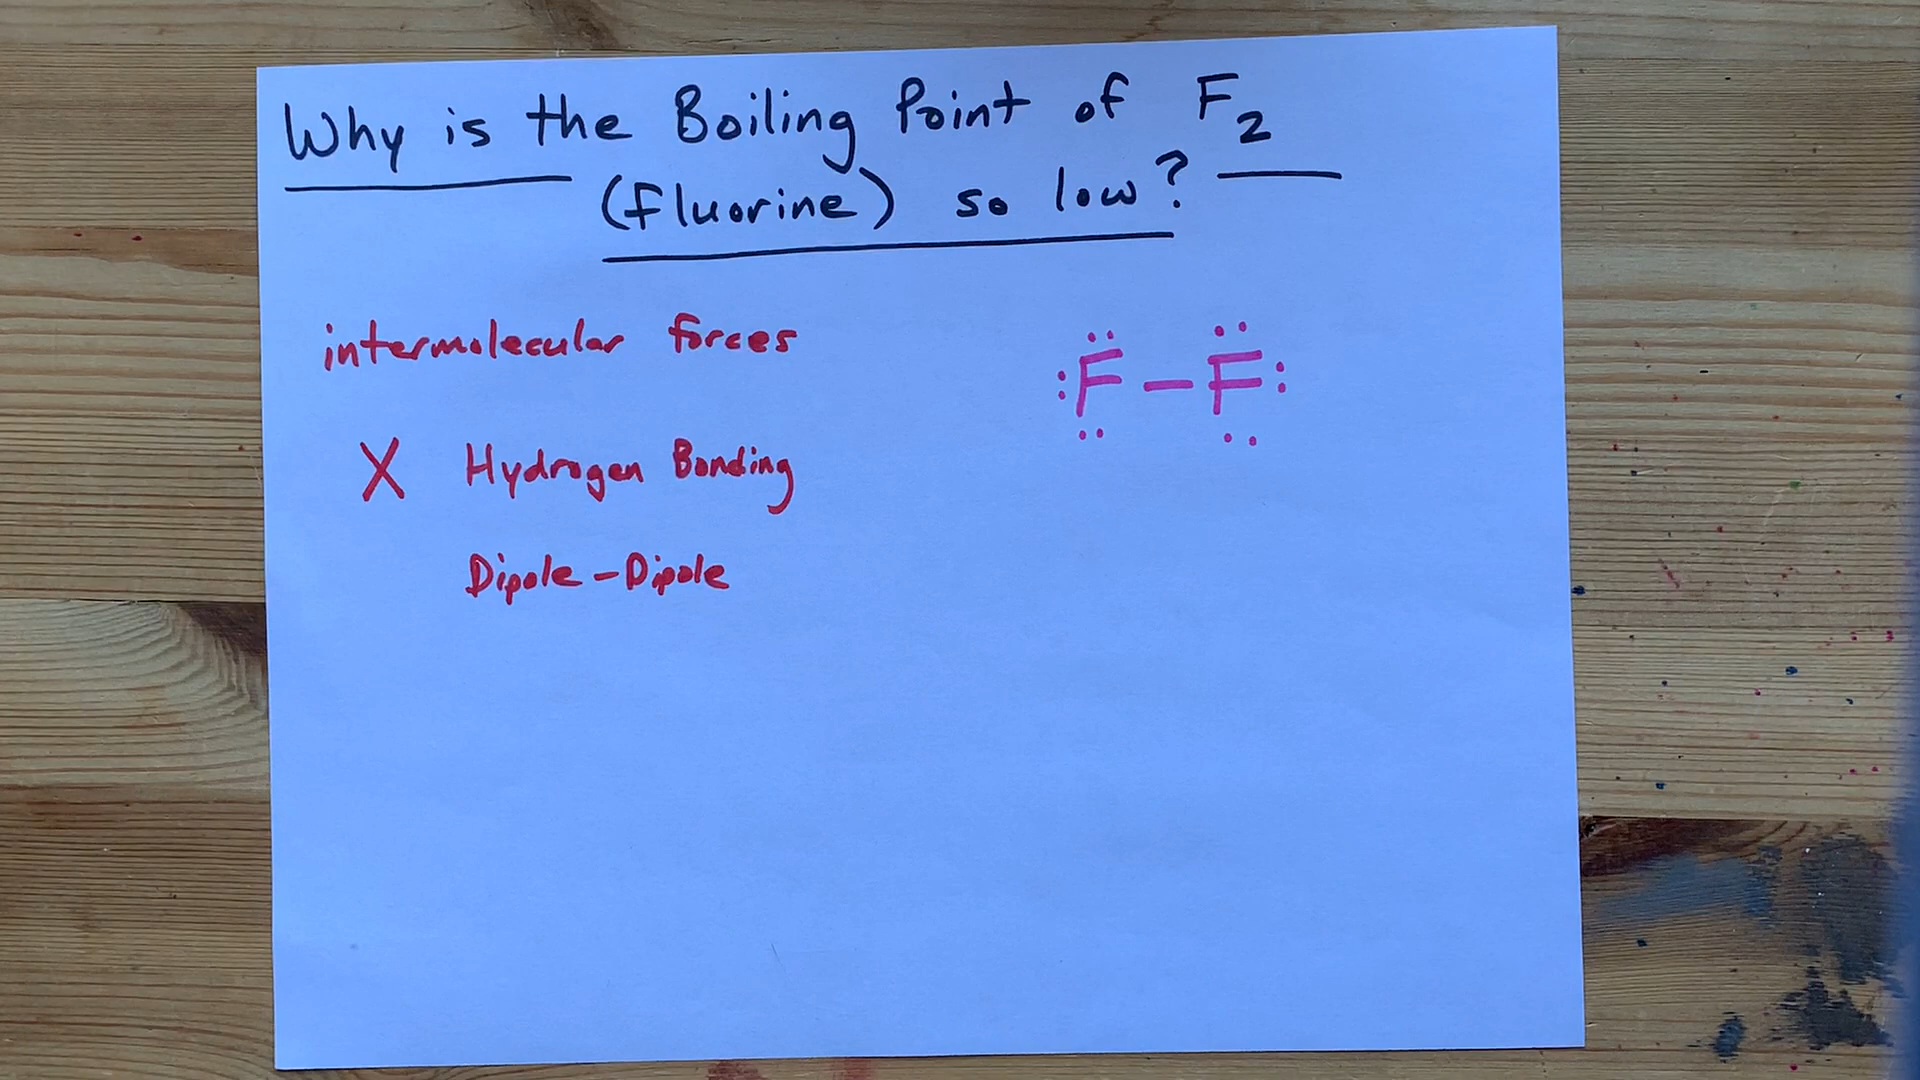 Why is the Boiling Point of F₂
(fluorine) so low?
intermolecular forces
:F̈ — F̈:
X Hydrogen Bonding
Dipole - Dipole